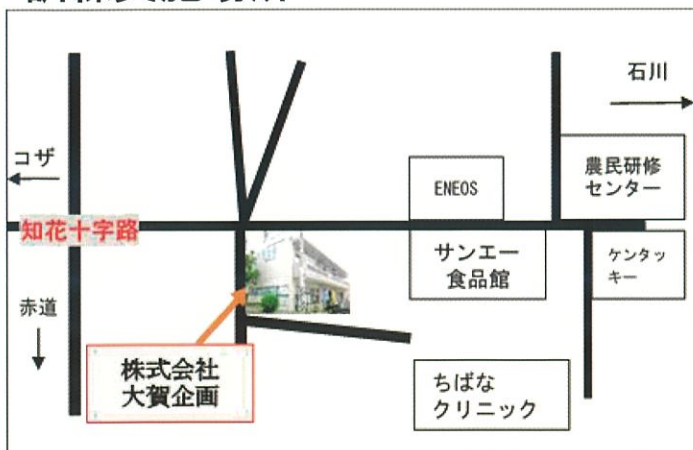 石川
コザ
農民研修
センター
ENEOS
知花十字路
サンエー
食品館
ケンタッ
キー
赤道
株式会社
大賀企画
ちばな
クリニック